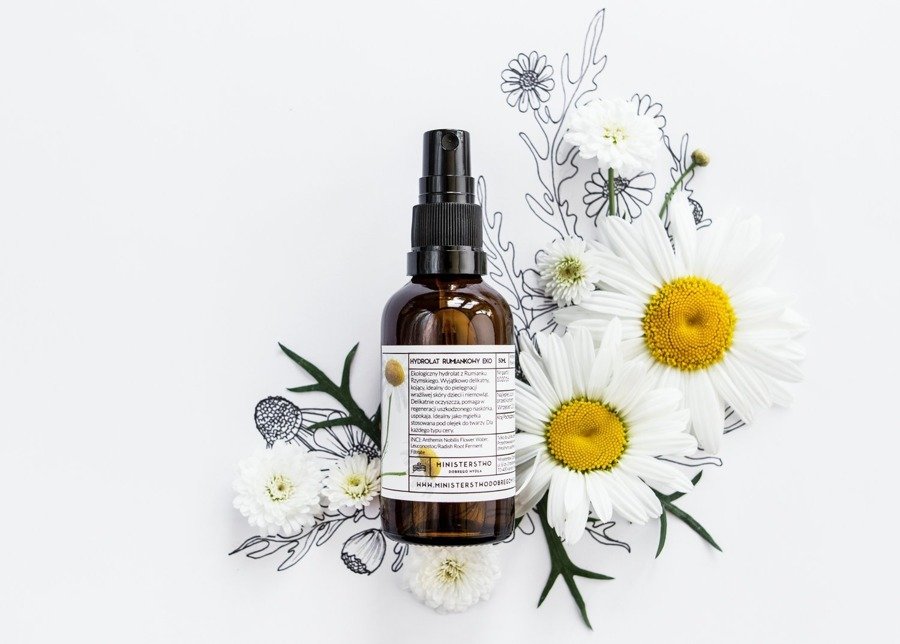 HYDROLAT RUMIANKOWY EKO
50ML
Ekologiczny hydrolat z Rumianku
Rzymskiego. Wyjątkowo delikatny,
kojący, idealny do pielęgnacji
wrażliwej skóry dzieci i niemowląt.
Delikatnie oczyszcza, pomaga w
regeneracji uszkodzonego naskórka,
uspokaja. Idealny jako mgiełka
stosowana pod olejek do twarzy. Dla
każdego typu cery.
INCI: Anthemis Nobilis Flower Water,
Leuconostoc/Radish Root Ferment
Filtrate
MINISTERSTWO
DOBREGO MYDŁA
WWW.MINISTERSTWODOBREGOM